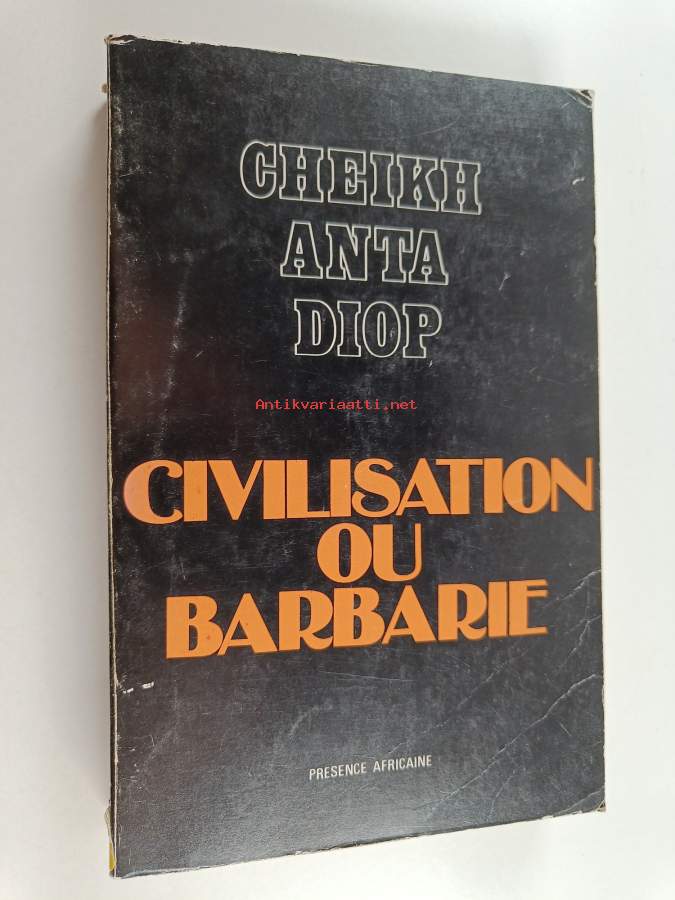 CHEIKH
ANTA
DIOP
Antikvariaatti.net
CIVILISATION
OU
BARBARIE
PRESENCE AFRICAINE